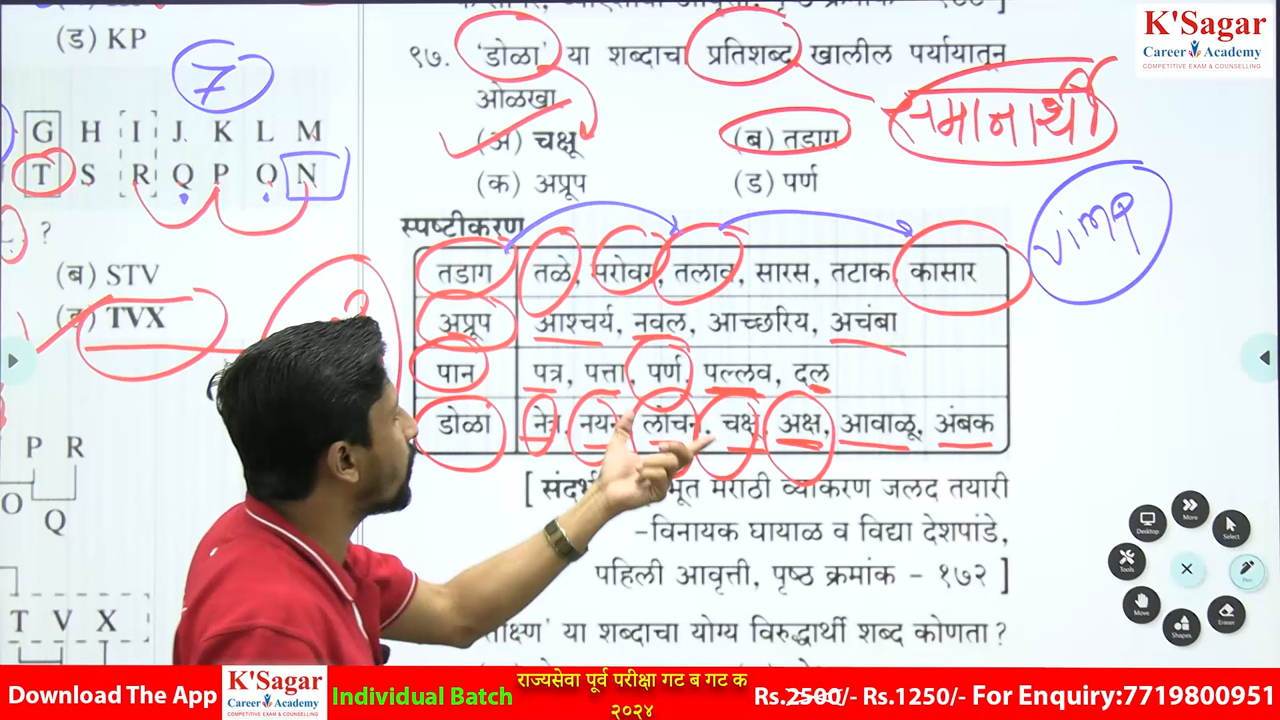 (ड) KP
7
G H I J K L M
T S R Q P O N
?
(ब) STV
(ड) TVX
P R
O
Q
T V X
९७. 'डोळा' या शब्दाचा प्रतिशब्द खालील पर्यायातून
ओळखा
समानार्थी
(अ) चक्षू (ब) तडाग
(क) अप्रूप (ड) पर्ण
vimp
स्पष्टीकरण
तडाग तळे, सरोवर, तलाव, सारस, तटाक, कासार
अप्रूप आश्चर्य, नवल, आच्छरिय, अचंबा
पान पत्र, पत्ता, पर्ण, पल्लव, दल
डोळा नेत्र, नयन, लोचन, चक्षु, अक्ष, आवाळू, अंबक
[ संदर्भ मराठी व्याकरण जलद तयारी
-विनायक घायाळ व विद्या देशपांडे,
पहिली आवृत्ती, पृष्ठ क्रमांक - १७२ ]
या शब्दाचा योग्य विरुद्धार्थी शब्द कोणता?
K'Sagar
Career Academy
COMPETITIVE EXAM & COUNSELLING
Desktop
More
Select
Tools
Pen
Move
Shapes
Eraser
Download The App
K'Sagar
Career Academy
COMPETITIVE EXAM & COUNSELLING
Individual Batch
राज्यसेवा पूर्व परीक्षा गट ब गट क
२०२४
Rs.2500/- Rs.1250/- For Enquiry:7719800951